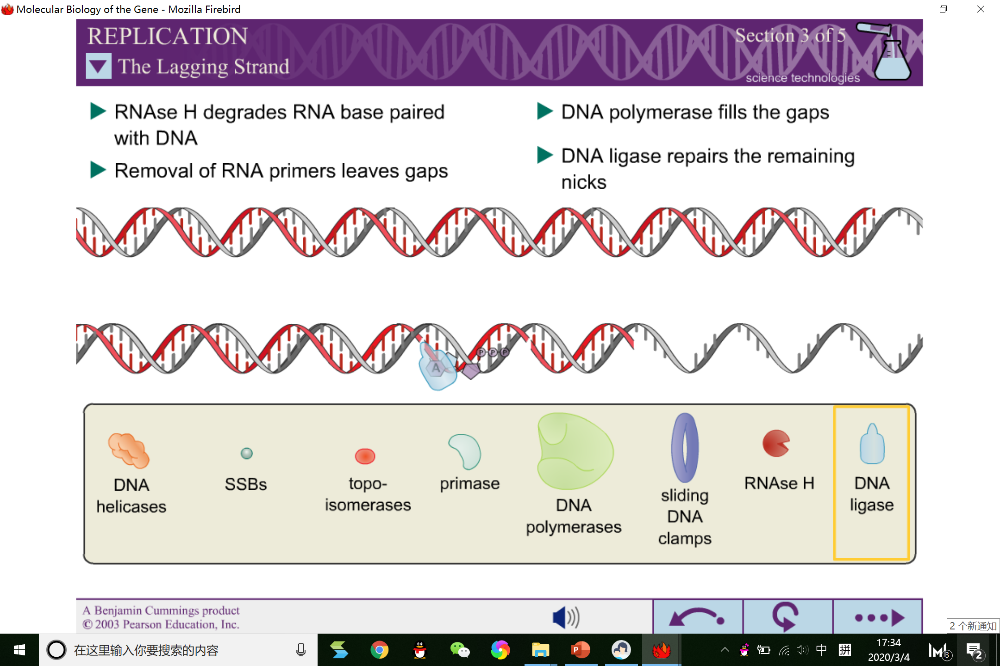 Molecular Biology of the Gene - Mozilla Firebird
REPLICATION
Section 3 of 5
The Lagging Strand
science technologies
RNAse H degrades RNA base paired
with DNA
Removal of RNA primers leaves gaps
DNA polymerase fills the gaps
DNA ligase repairs the remaining
nicks
P P P
A
DNA
helicases
SSBs
topo-
isomerases
primase
DNA
polymerases
sliding
DNA
clamps
RNAse H
DNA
ligase
A Benjamin Cummings product
© 2003 Pearson Education, Inc.
2 个新通知
在这里输入你要搜索的内容
P
中
拼
17:34
2020/3/4
3
2